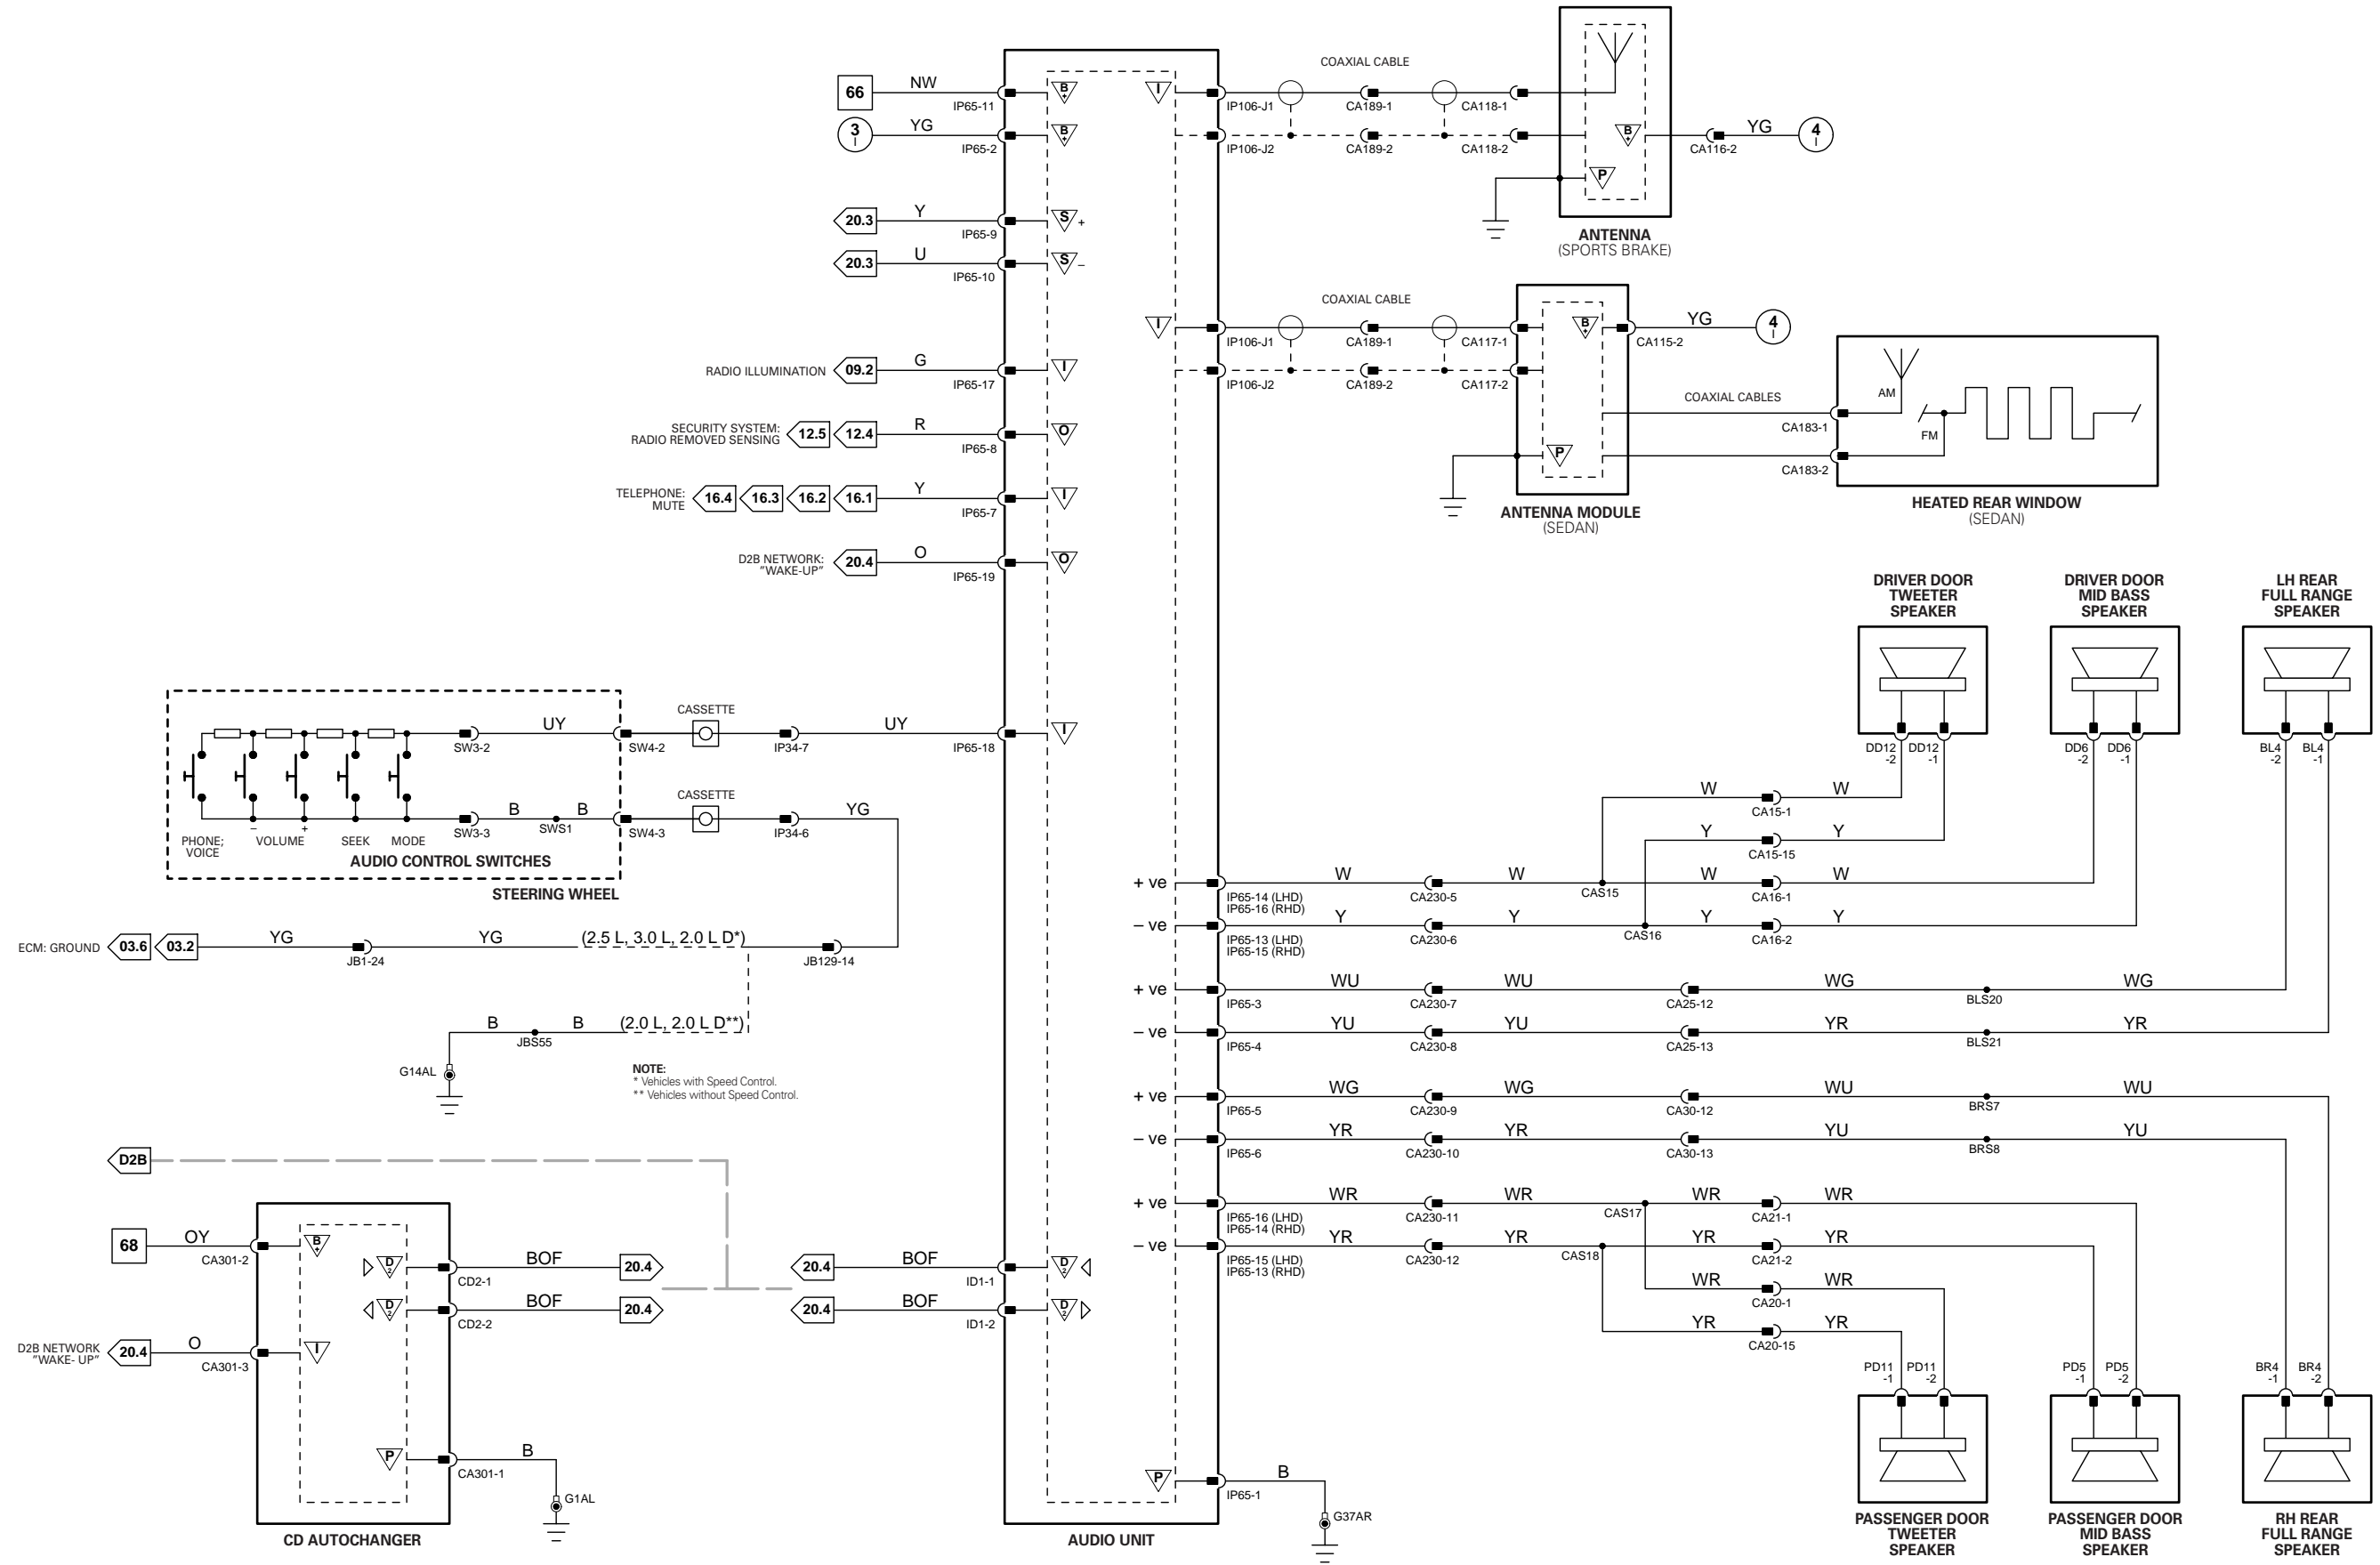 COAXIAL CABLE
66
NW
IP65-11
B
+
I
IP106-J1
CA189-1
CA118-1
3
I
YG
IP65-2
B
+
IP106-J2
CA189-2
CA118-2
B
+
CA116-2
YG
4
I
P
20.3
Y
IP65-9
S
+
ANTENNA
(SPORTS BRAKE)
20.3
U
IP65-10
S
–
COAXIAL CABLE
I
IP106-J1
CA189-1
CA117-1
B
+
CA115-2
YG
4
I
RADIO ILLUMINATION
09.2
G
IP65-17
I
IP106-J2
CA189-2
CA117-2
COAXIAL CABLES
AM
CA183-1
FM
SECURITY SYSTEM:
RADIO REMOVED SENSING
12.5
12.4
R
IP65-8
O
P
CA183-2
TELEPHONE:
MUTE
16.4
16.3
16.2
16.1
Y
IP65-7
I
ANTENNA MODULE
(SEDAN)
HEATED REAR WINDOW
(SEDAN)
D2B NETWORK:
"WAKE-UP"
20.4
O
IP65-19
O
DRIVER DOOR
TWEETER
SPEAKER
DRIVER DOOR
MID BASS
SPEAKER
LH REAR
FULL RANGE
SPEAKER
DD12
-2
DD12
-1
DD6
-2
DD6
-1
BL4
-2
BL4
-1
CASSETTE
UY
SW3-2
SW4-2
IP34-7
UY
IP65-18
I
CASSETTE
B
B
SW3-3
SWS1
SW4-3
IP34-6
YG
PHONE;
VOICE
–
+
VOLUME
SEEK
MODE
AUDIO CONTROL SWITCHES
STEERING WHEEL
W
CA15-1
W
Y
CA15-15
Y
+ ve
IP65-14 (LHD)
IP65-16 (RHD)
W
CA230-5
W
CAS15
W
CA16-1
W
– ve
IP65-13 (LHD)
IP65-15 (RHD)
Y
CA230-6
Y
CAS16
Y
CA16-2
Y
ECM: GROUND
03.6
03.2
YG
JB1-24
YG
(2.5 L, 3.0 L, 2.0 L D*)
JB129-14
+ ve
IP65-3
WU
CA230-7
WU
CA25-12
WG
BLS20
WG
B
JBS55
B
(2.0 L, 2.0 L D**)
– ve
IP65-4
YU
CA230-8
YU
CA25-13
YR
BLS21
YR
G14AL
NOTE:
* Vehicles with Speed Control.
** Vehicles without Speed Control.
+ ve
IP65-5
WG
CA230-9
WG
CA30-12
WU
BRS7
WU
– ve
IP65-6
YR
CA230-10
YR
CA30-13
YU
BRS8
YU
D2B
+ ve
IP65-16 (LHD)
IP65-14 (RHD)
WR
CA230-11
WR
CAS17
WR
CA21-1
WR
– ve
IP65-15 (LHD)
IP65-13 (RHD)
YR
CA230-12
YR
CAS18
YR
CA21-2
YR
WR
CA20-1
WR
YR
CA20-15
YR
68
OY
CA301-2
B
+
D
2
CD2-1
BOF
20.4
20.4
BOF
ID1-1
D
2
D
2
CD2-2
BOF
20.4
20.4
BOF
ID1-2
D
2
D2B NETWORK
"WAKE- UP"
20.4
O
CA301-3
I
PD11
-1
PD11
-2
PD5
-1
PD5
-2
BR4
-1
BR4
-2
P
CA301-1
B
G1AL
P
IP65-1
B
G37AR
CD AUTOCHANGER
AUDIO UNIT
PASSENGER DOOR
TWEETER
SPEAKER
PASSENGER DOOR
MID BASS
SPEAKER
RH REAR
FULL RANGE
SPEAKER